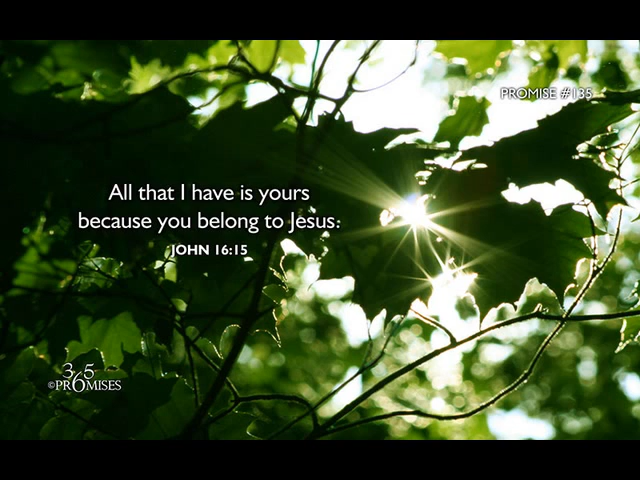 PROMISE #135
All that I have is yours
because you belong to Jesus.
JOHN 16:15
365
©PROMISES